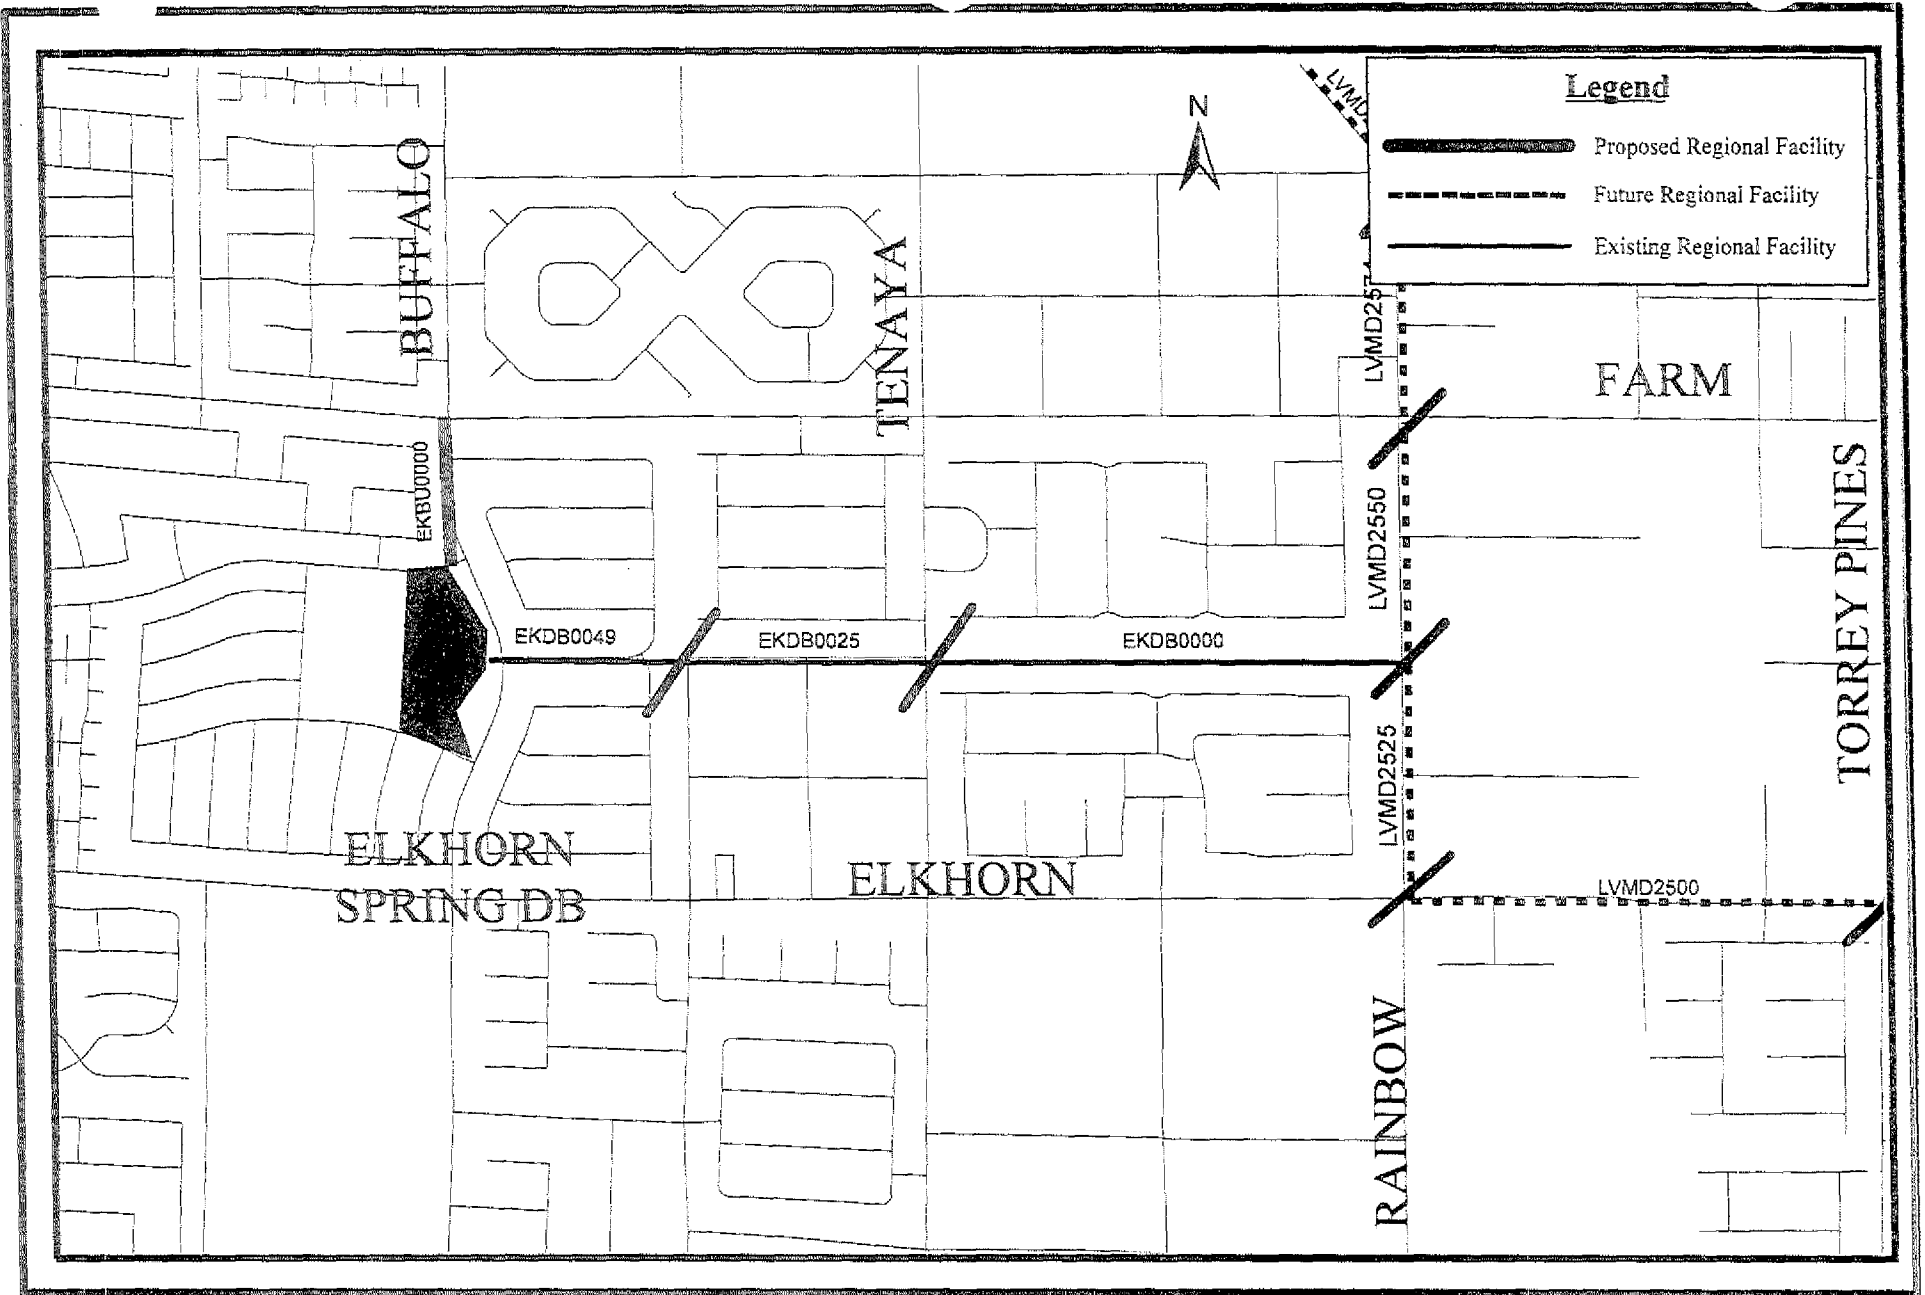 Legend
Proposed Regional Facility
Future Regional Facility
Existing Regional Facility
N
BUFFALO
TENAYA
FARM
TORREY PINES
EKBU0000
LVMD2550
EKDB0049
EKDB0025
EKDB0000
LVMD2525
ELKHORN
SPRING DB
ELKHORN
LVMD2500
RAINBOW